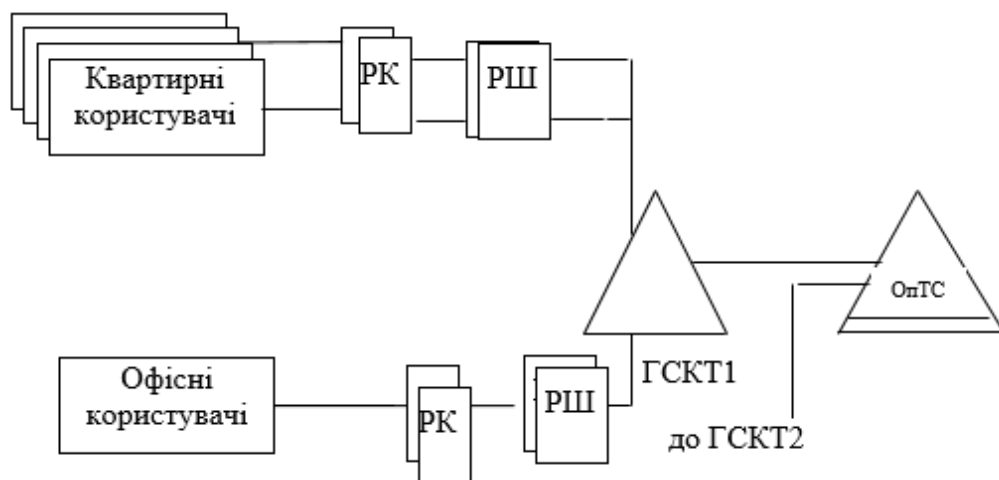 Квартирні
користувачі
РК
РШ
ОпТС
ГСКТ1
Офісні
користувачі
РК
РШ
до ГСКТ2